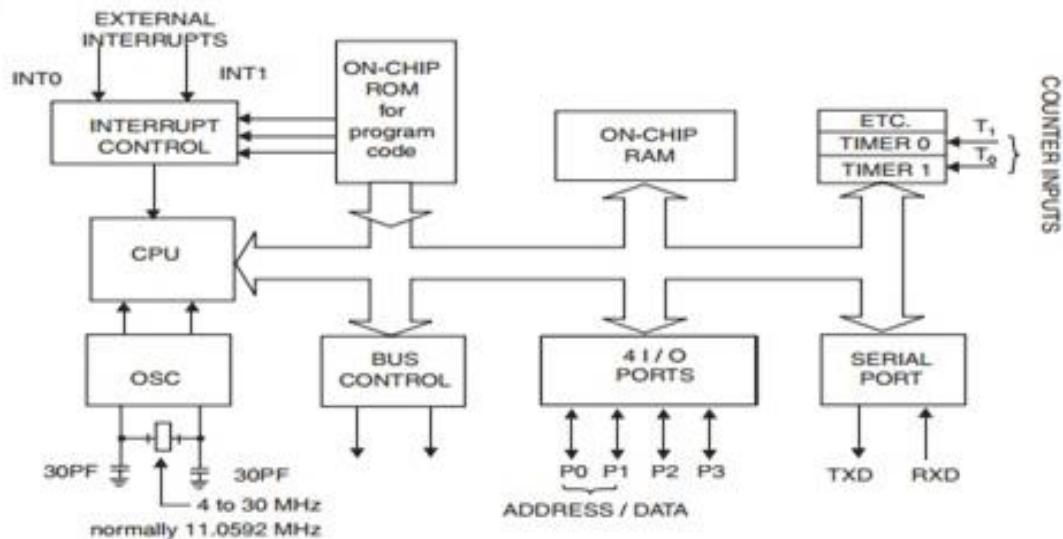 EXTERNAL
INTERRUPTS
INT0
INT1
ON-CHIP
ROM
for
program
code
INTERRUPT
CONTROL
ON-CHIP
RAM
ETC.
TIMER 0
TIMER 1
T1
T0
COUNTER INPUTS
CPU
OSC
BUS
CONTROL
4 I / O
PORTS
SERIAL
PORT
30PF
30PF
4 to 30 MHz
normally 11.0592 MHz
P0 P1 P2 P3
ADDRESS / DATA
TXD RXD